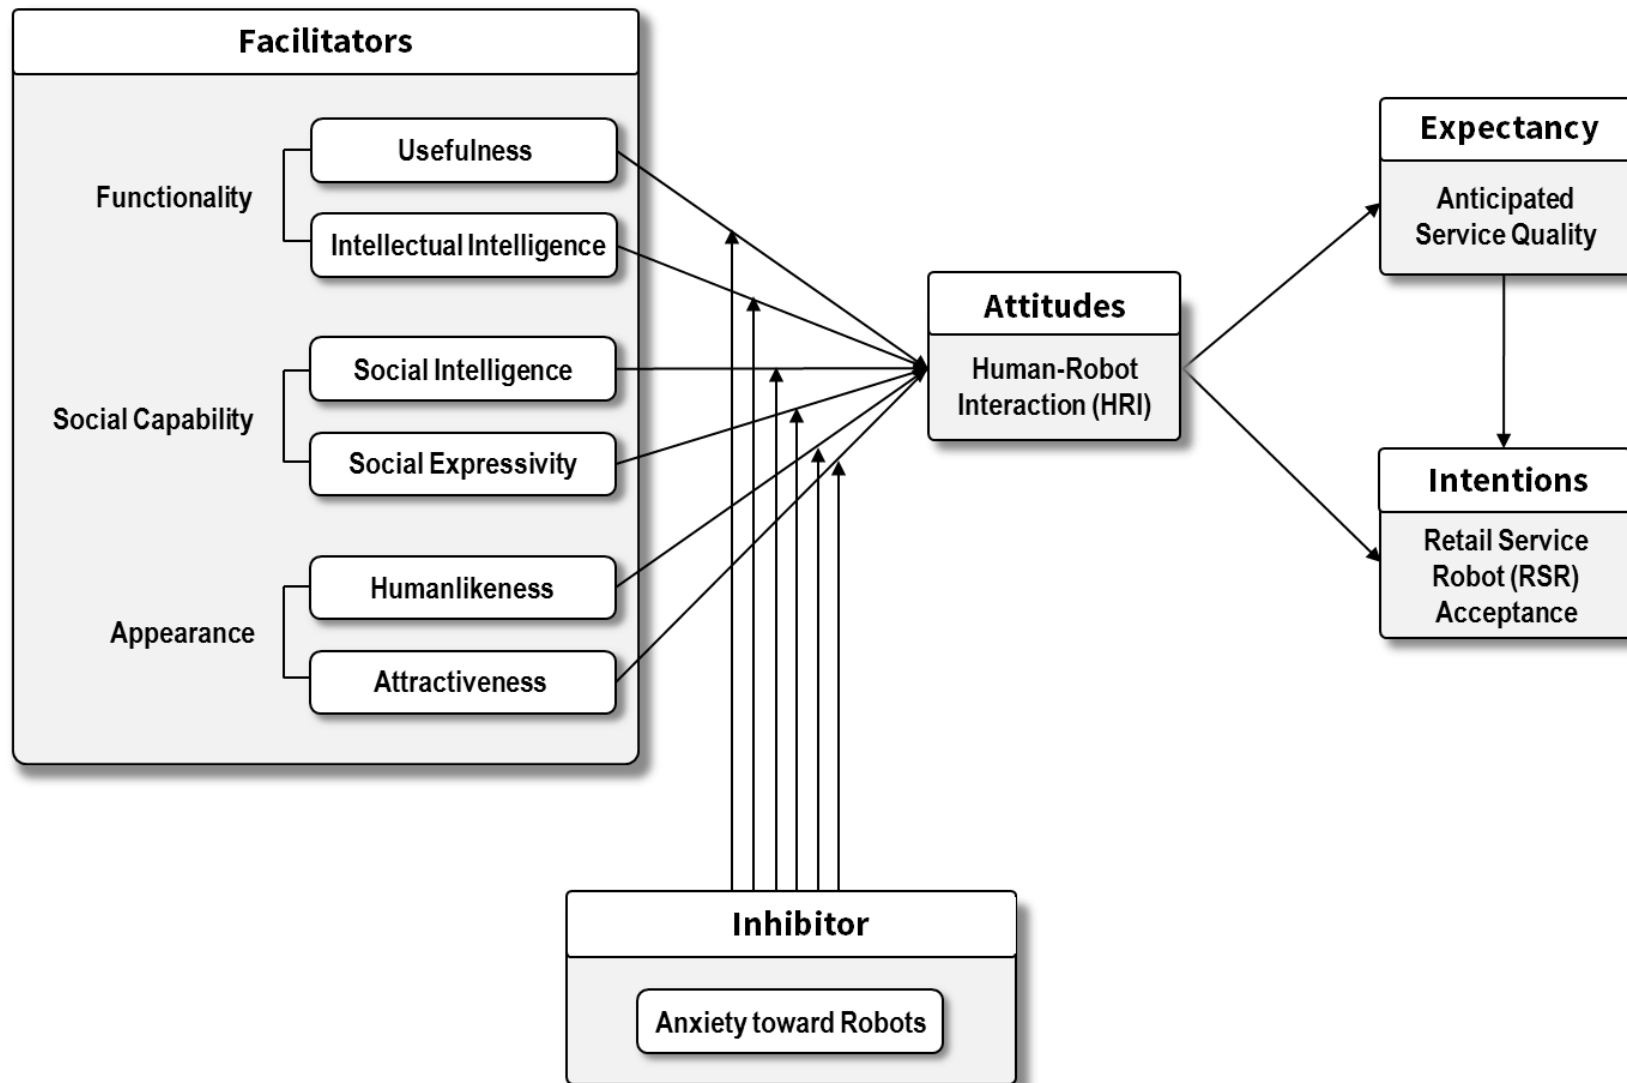 Facilitators
Functionality
Usefulness
Intellectual Intelligence
Social Capability
Social Intelligence
Social Expressivity
Appearance
Humanlikeness
Attractiveness
Attitudes
Human-Robot
Interaction (HRI)
Expectancy
Anticipated
Service Quality
Intentions
Retail Service
Robot (RSR)
Acceptance
Inhibitor
Anxiety toward Robots